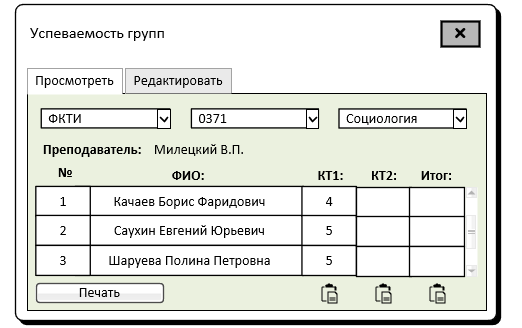 Успеваемость групп
Просмотреть Редактировать
ФКТИ 0371 Социология
Преподаватель: Милецкий В.П.
№ ФИО: КТ1: КТ2: Итог:
1 Качаев Борис Фаридович 4
2 Саухин Евгений Юрьевич 5
3 Шаруева Полина Петровна 5
Печать